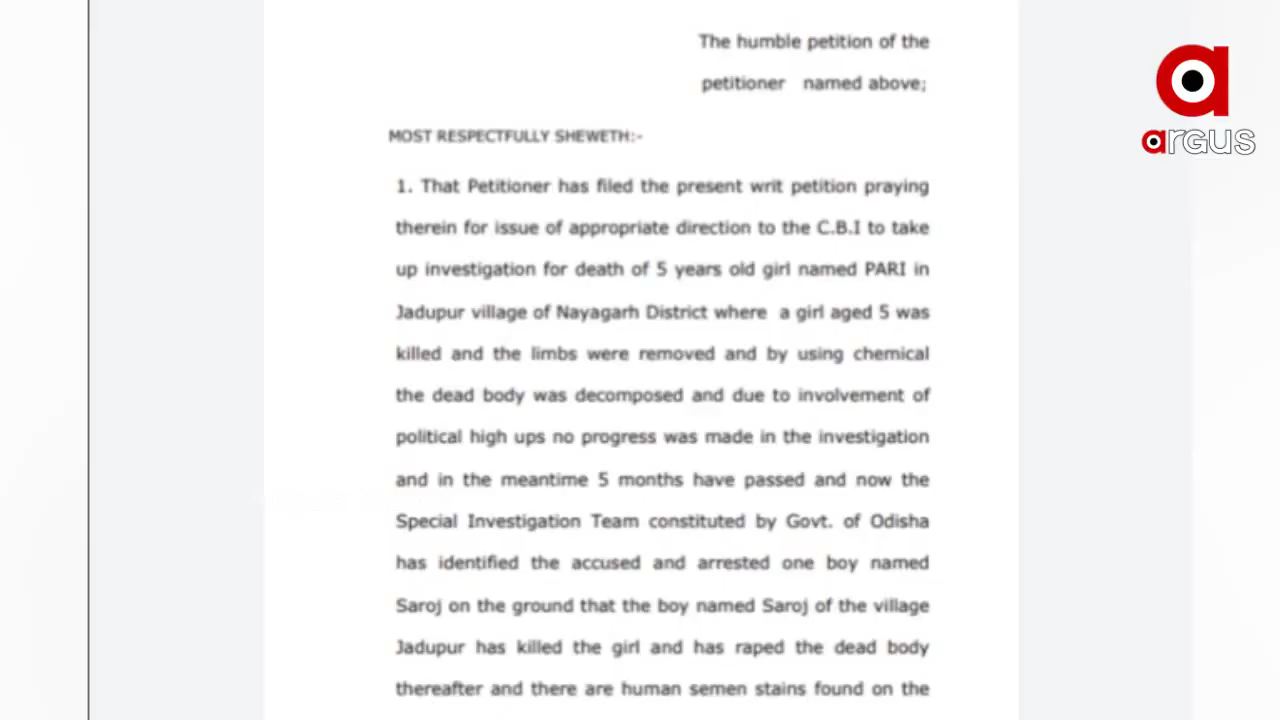 The humble petition of the
petitioner named above;
MOST RESPECTFULLY SHEWETH:-
1. That Petitioner has filed the present writ petition praying
therein for issue of appropriate direction to the C.B.I to take
up investigation for death of 5 years old girl named PARI in
Jadupur village of Nayagarh District where a girl aged 5 was
killed and the limbs were removed and by using chemical
the dead body was decomposed and due to involvement of
political high ups no progress was made in the investigation
and in the meantime 5 months have passed and now the
Special Investigation Team constituted by Govt. of Odisha
has identified the accused and arrested one boy named
Saroj on the ground that the boy named Saroj of the village
Jadupur has killed the girl and has raped the dead body
thereafter and there are human semen stains found on the
a
argus